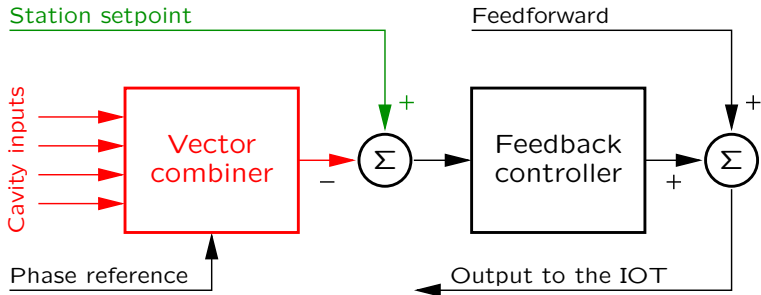 Station setpoint
Feedforward
+
+
Cavity inputs
Vector
combiner
−
Σ
Feedback
controller
+
Σ
Phase reference
Output to the IOT